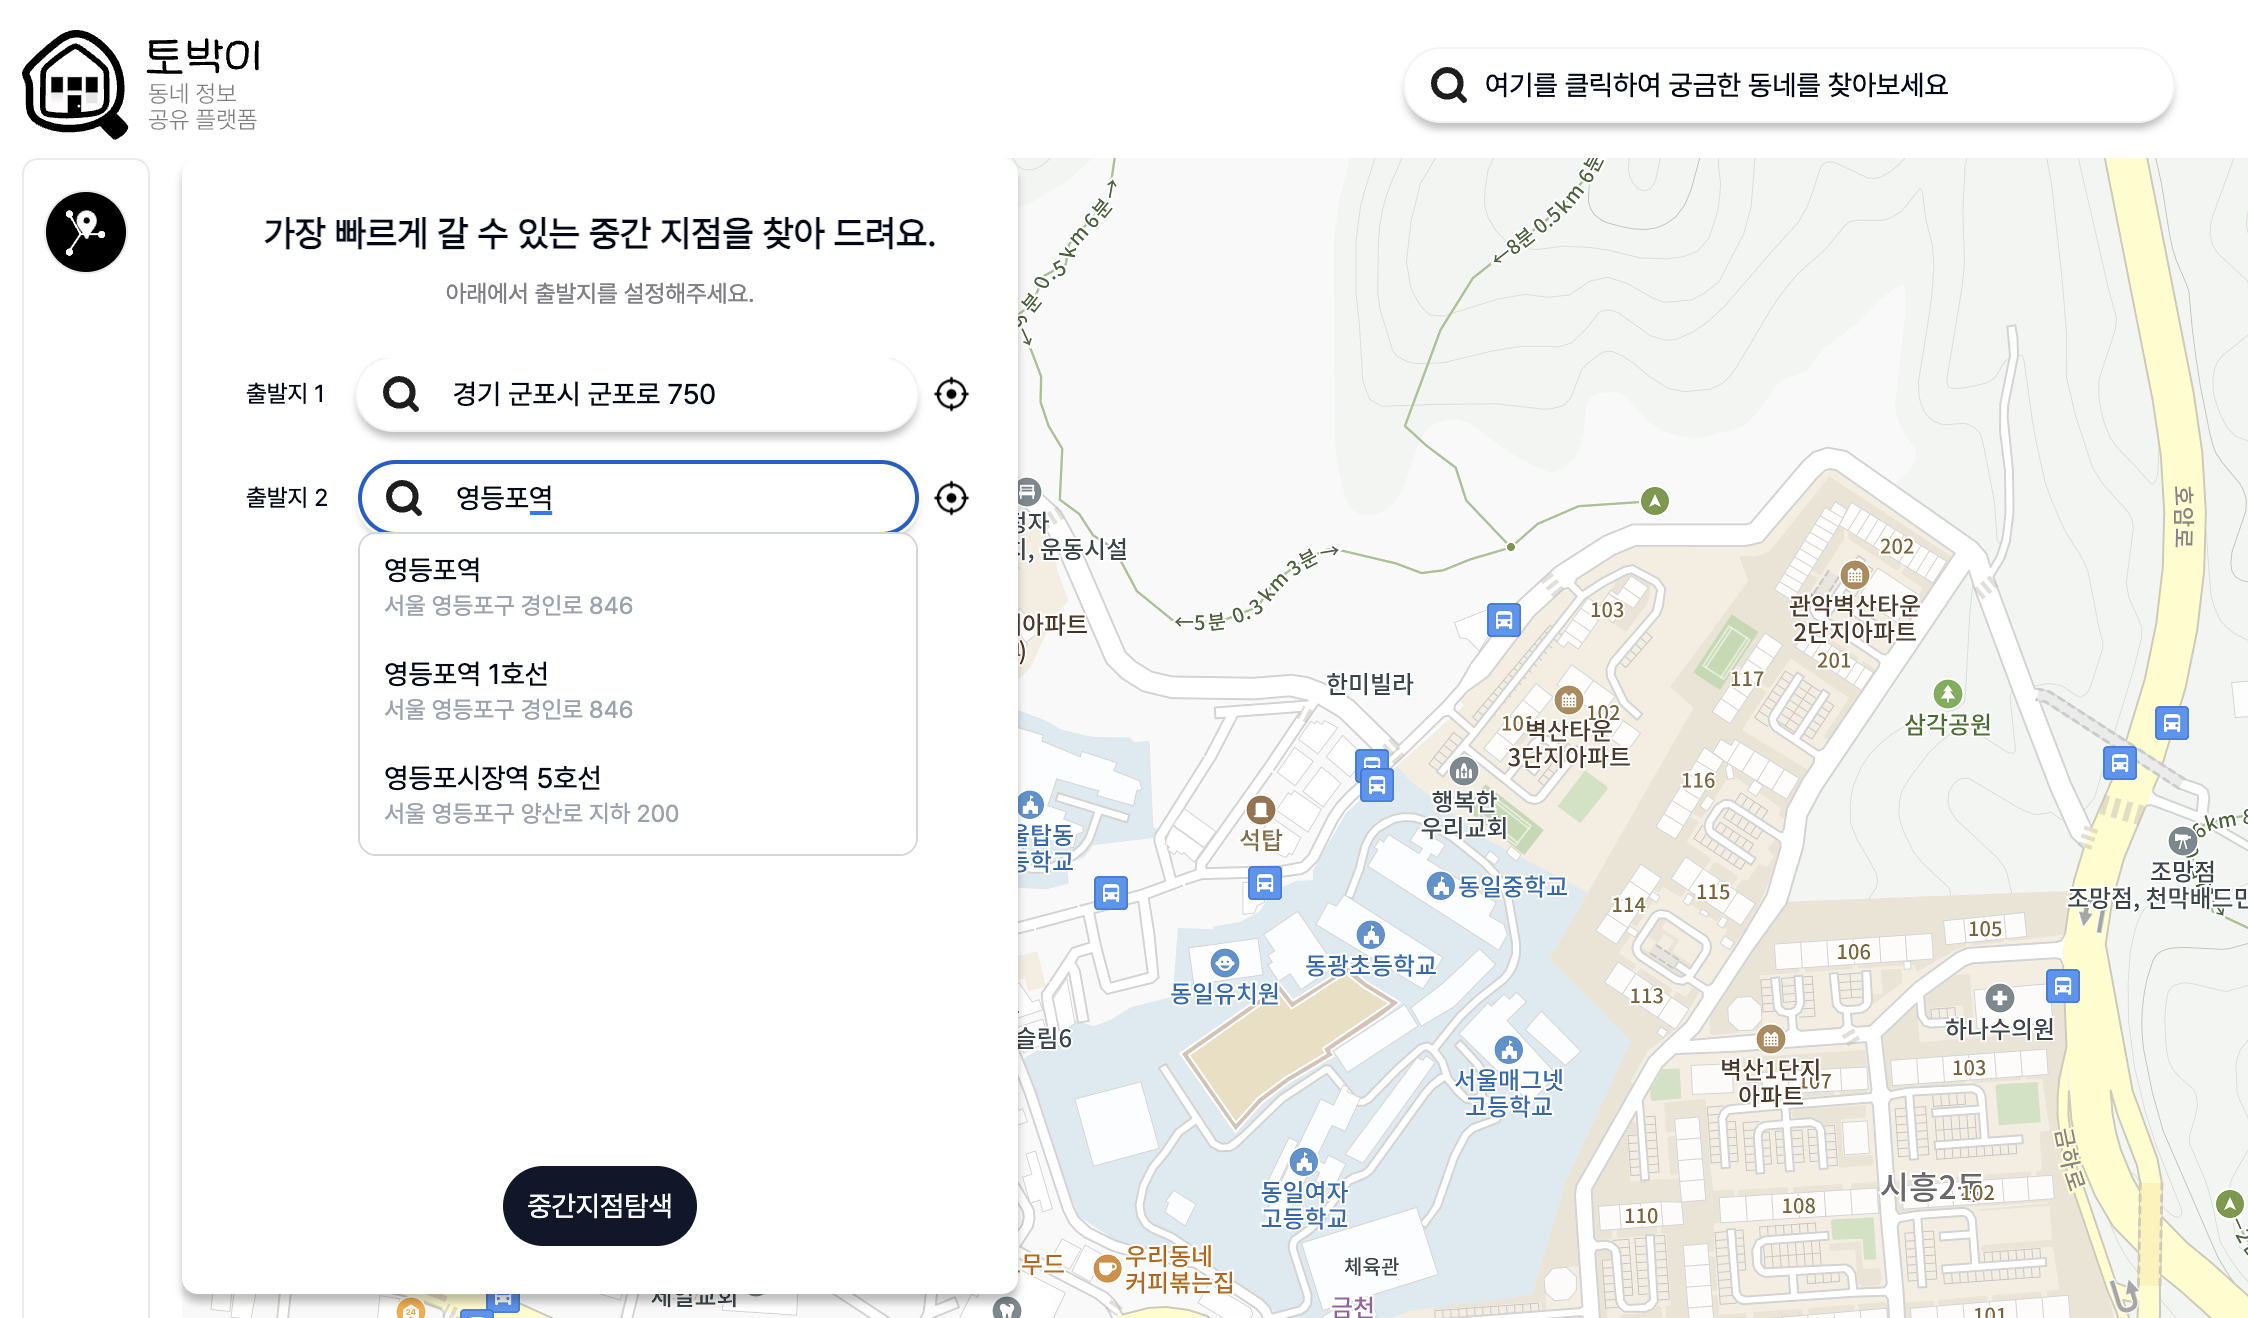 토박이
동네 정보
공유 플랫폼
여기를 클릭하여 궁금한 동네를 찾아보세요
가장 빠르게 갈 수 있는 중간 지점을 찾아 드려요.
아래에서 출발지를 설정해주세요.
출발지 1
경기 군포시 군포로 750
출발지 2
영등포역
영등포역
서울 영등포구 경인로 846
영등포역 1호선
서울 영등포구 경인로 846
영등포시장역 5호선
서울 영등포구 양산로 지하 200
중간지점탐색
0.5km 6분
8분 0.5km 6분
5분 0.3km 3분
운동시설
아파트
한미빌라
석탑
103
102
벽산타운
3단지아파트
행복한
우리교회
202
관악벽산타운
2단지아파트
201
117
116
115
114
113
삼각공원
호암로
조망점
조망점, 천막배드민
동일중학교
동광초등학교
동일유치원
서울매그넷
고등학교
동일여자
고등학교
체육관
금천
슬림6
무드
우리동네
커피볶는집
제일교회
24
105
106
하나수의원
103
벽산1단지
아파트
107
시흥2동
102
108
110
101
금하로